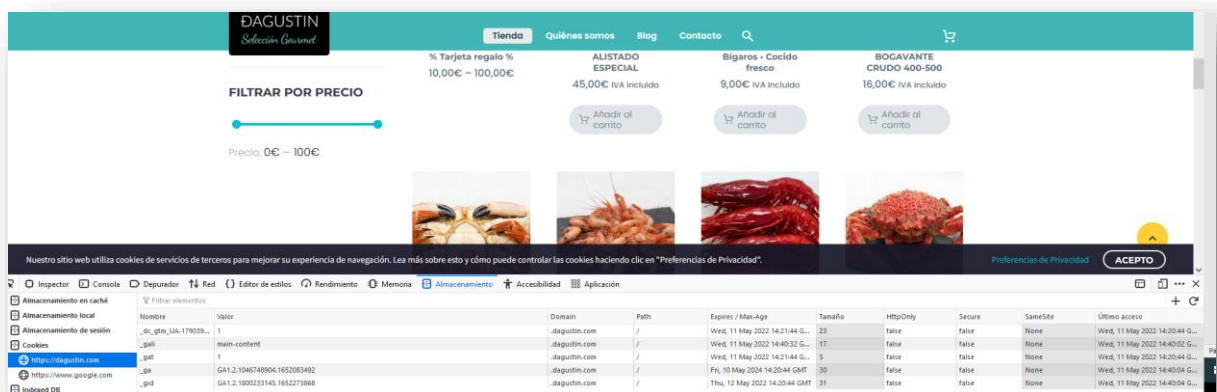 ĐAGUSTIN
Selección Gourmet
Tienda Quiénes somos Blog Contacto
FILTRAR POR PRECIO
Precio: 0€ — 100€
% Tarjeta regalo %
10,00€ – 100,00€
ALISTADO
ESPECIAL
45,00€ IVA Incluido
Añadir al
carrito
Bígaros · Cocido
fresco
9,00€ IVA Incluido
Añadir al
carrito
BOGAVANTE
CRUDO 400-500
16,00€ IVA Incluido
Añadir al
carrito
Nuestro sitio web utiliza cookies de servicios de terceros para mejorar su experiencia de navegación. Lea más sobre esto y cómo puede controlar las cookies haciendo clic en "Preferencias de Privacidad". Preferencias de Privacidad ACEPTO
Inspector Consola Depurador Red Editor de estilos Rendimiento Memoria Almacenamiento Accesibilidad Aplicación
Almacenamiento en caché
Almacenamiento local
Almacenamiento de sesión
Cookies
https://dagustin.com
https://www.google.com
Indexed DB
Filtrar elementos
Nombre Valor Domain Path Expires / Max-Age Tamaño HttpOnly Secure SameSite Último acceso
_dc_gtm_UA-179039... 1 .dagustin.com / Wed, 11 May 2022 14:21:44 G... 23 false false None Wed, 11 May 2022 14:20:44 G...
_gali main-content .dagustin.com / Wed, 11 May 2022 14:40:32 G... 17 false false None Wed, 11 May 2022 14:40:02 G...
_gat 1 .dagustin.com / Wed, 11 May 2022 14:21:44 G... 5 false false None Wed, 11 May 2022 14:20:44 G...
_ga GA1.2.1046748904.1652083492 .dagustin.com / Fri, 10 May 2024 14:20:44 GMT 30 false false None Wed, 11 May 2022 14:40:04 G...
_gid GA1.2.1800233145.1652273868 .dagustin.com / Thu, 12 May 2022 14:20:44 GMT 31 false false None Wed, 11 May 2022 14:40:04 G...